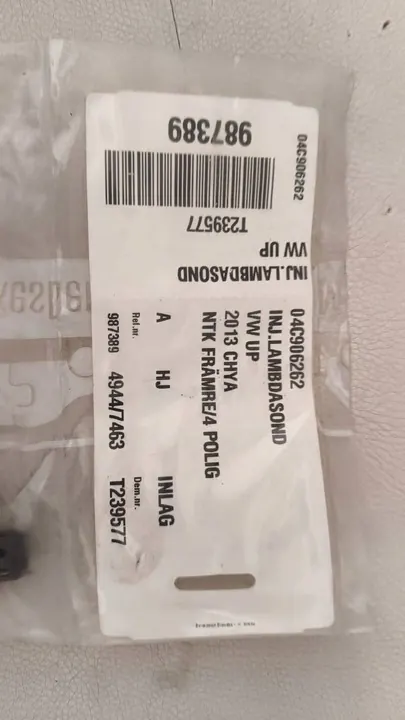 987389
T239577
VW UP
INJ.LAMBDASOND
04C906262
04C906262
INJ.LAMBDASOND
VW UP
2013 CHYA
NTK FRÄMRE/4 POLIG
A HJ INLAG
Rel.nr. Dem.nr.
987389 4944/7463 T239577